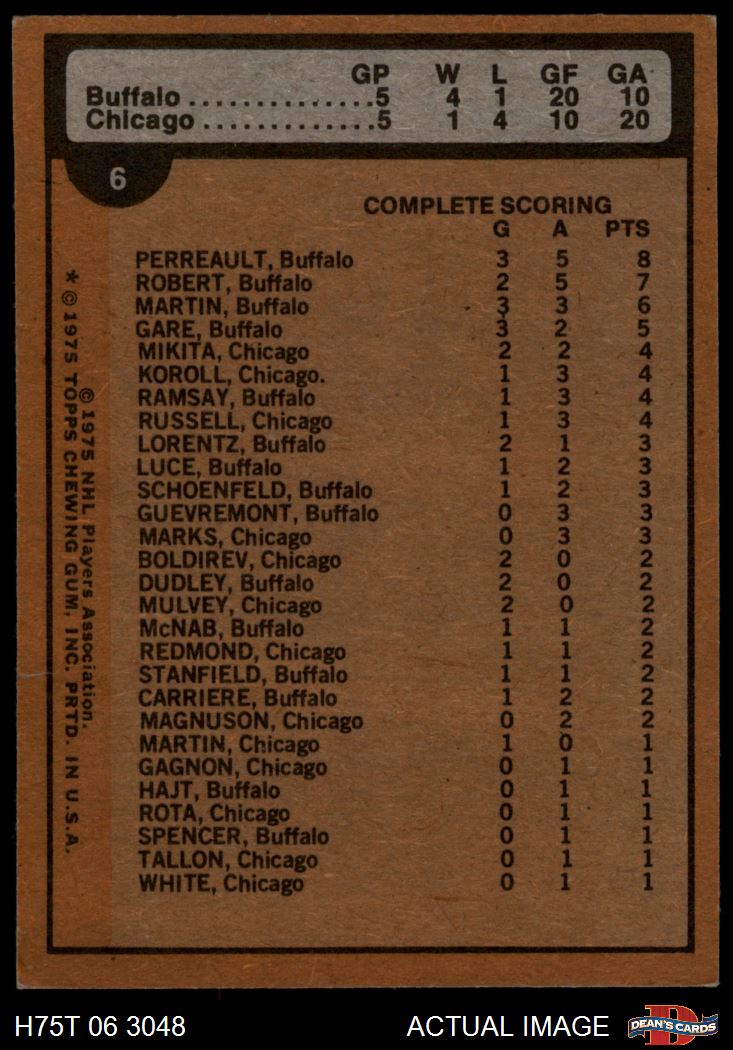 GP W L GF GA
Buffalo ...............5 4 1 20 10
Chicago ...............5 1 4 10 20
6
COMPLETE SCORING
G A PTS
PERREAULT, Buffalo 3 5 8
ROBERT, Buffalo 2 5 7
MARTIN, Buffalo 3 3 6
GARE, Buffalo 3 2 5
MIKITA, Chicago 2 2 4
KOROLL, Chicago. 1 3 4
RAMSAY, Buffalo 1 3 4
RUSSELL, Chicago 1 3 4
LORENTZ, Buffalo 2 1 3
LUCE, Buffalo 1 2 3
SCHOENFELD, Buffalo 1 2 3
GUEVREMONT, Buffalo 0 3 3
MARKS, Chicago 0 3 3
BOLDIREV, Chicago 2 0 2
DUDLEY, Buffalo 2 0 2
MULVEY, Chicago 2 0 2
McNAB, Buffalo 1 1 2
REDMOND, Chicago 1 1 2
STANFIELD, Buffalo 1 1 2
CARRIERE, Buffalo 1 2 2
MAGNUSON, Chicago 0 2 2
MARTIN, Chicago 1 0 1
GAGNON, Chicago 0 1 1
HAJT, Buffalo 0 1 1
ROTA, Chicago 0 1 1
SPENCER, Buffalo 0 1 1
TALLON, Chicago 0 1 1
WHITE, Chicago 0 1 1
© 1975 NHL Players Association.
* © 1975 TOPPS CHEWING GUM, INC. PRTD. IN U.S.A.
H75T 06 3048 ACTUAL IMAGE
D
DEAN'S CARDS